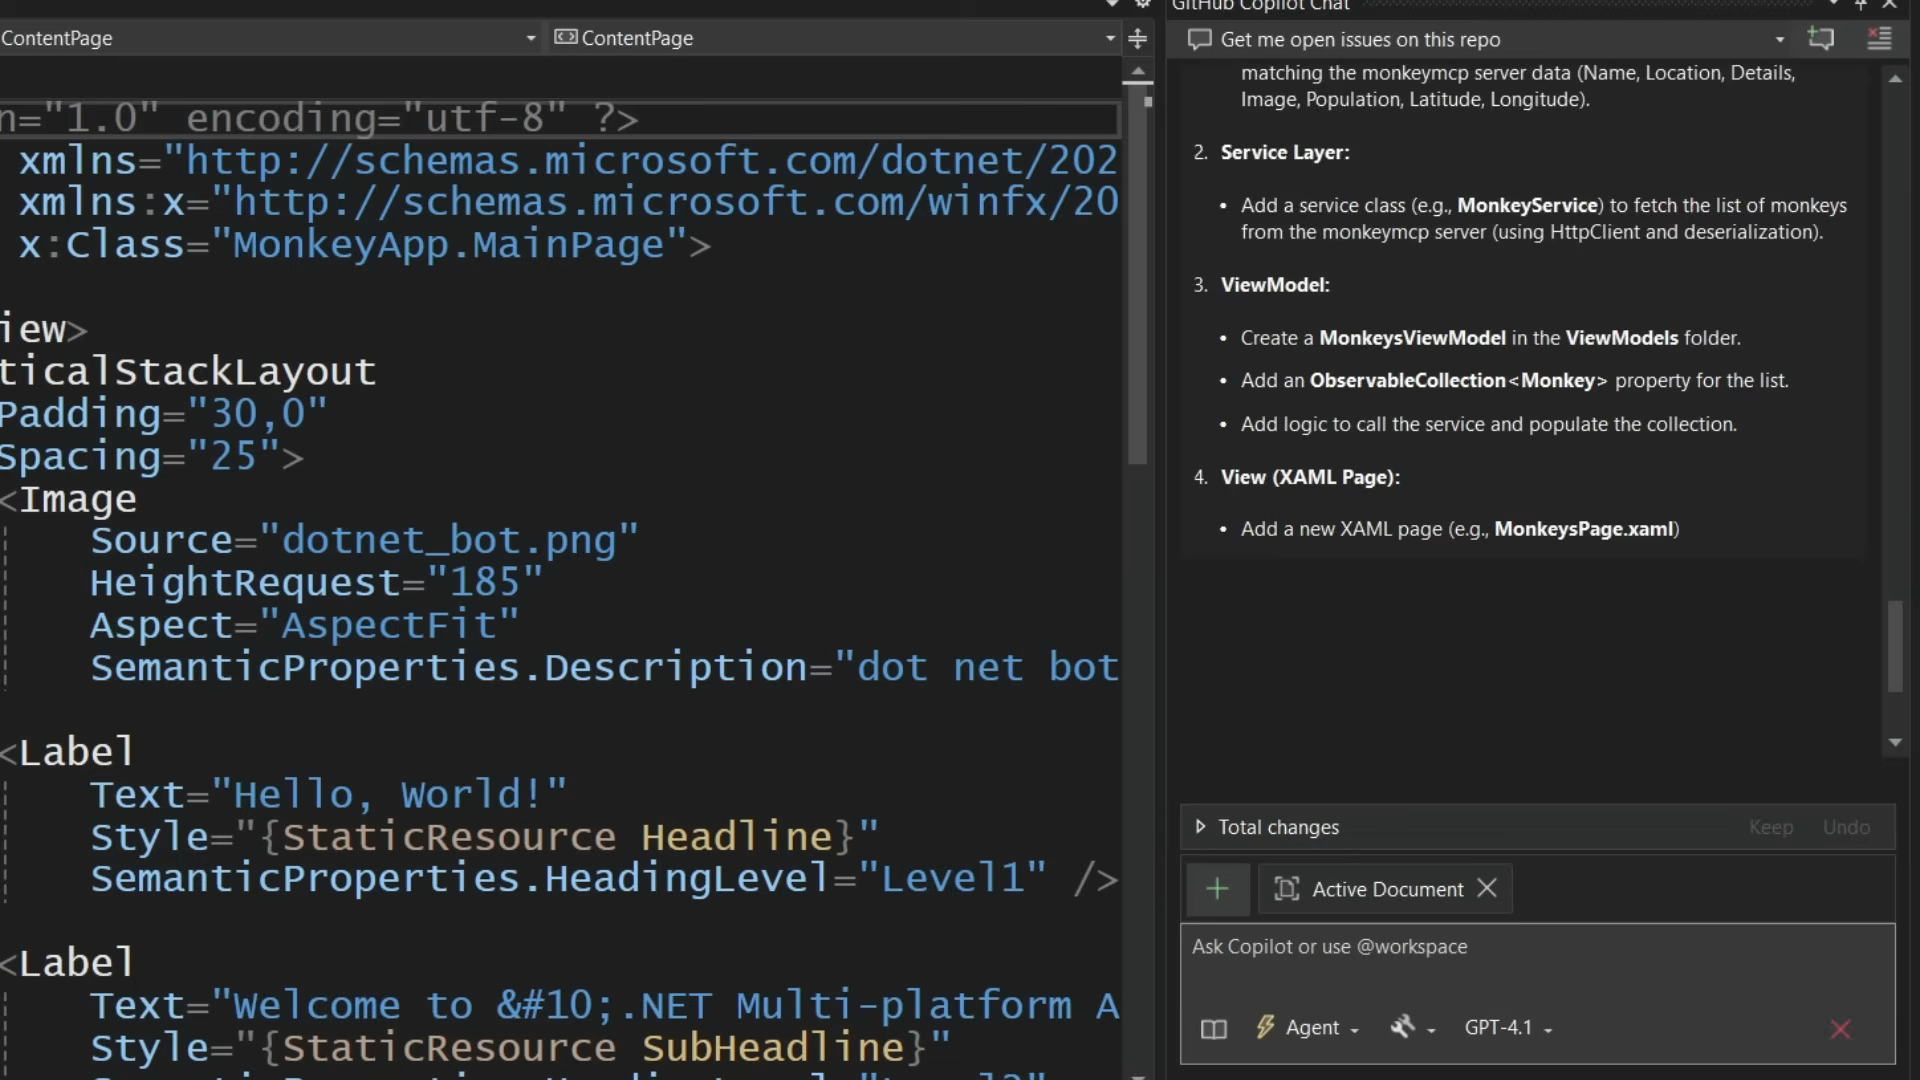 ContentPage
ContentPage
n="1.0" encoding="utf-8" ?>
xmlns="http://schemas.microsoft.com/dotnet/202
xmlns:x="http://schemas.microsoft.com/winfx/20
x:Class="MonkeyApp.MainPage">
iew>
ticalStackLayout
Padding="30,0"
Spacing="25">
<Image
Source="dotnet_bot.png"
HeightRequest="185"
Aspect="AspectFit"
SemanticProperties.Description="dot net bot
<Label
Text="Hello, World!"
Style="{StaticResource Headline}"
SemanticProperties.HeadingLevel="Level1" />
<Label
Text="Welcome to &#10;.NET Multi-platform A
Style="{StaticResource SubHeadline}"
GitHub Copilot Chat
Get me open issues on this repo
matching the monkeymcp server data (Name, Location, Details,
Image, Population, Latitude, Longitude).
2. Service Layer:
• Add a service class (e.g., MonkeyService) to fetch the list of monkeys
from the monkeymcp server (using HttpClient and deserialization).
3. ViewModel:
• Create a MonkeysViewModel in the ViewModels folder.
• Add an ObservableCollection<Monkey> property for the list.
• Add logic to call the service and populate the collection.
4. View (XAML Page):
• Add a new XAML page (e.g., MonkeysPage.xaml)
Total changes
Keep
Undo
Active Document
Ask Copilot or use @workspace
Agent
GPT-4.1